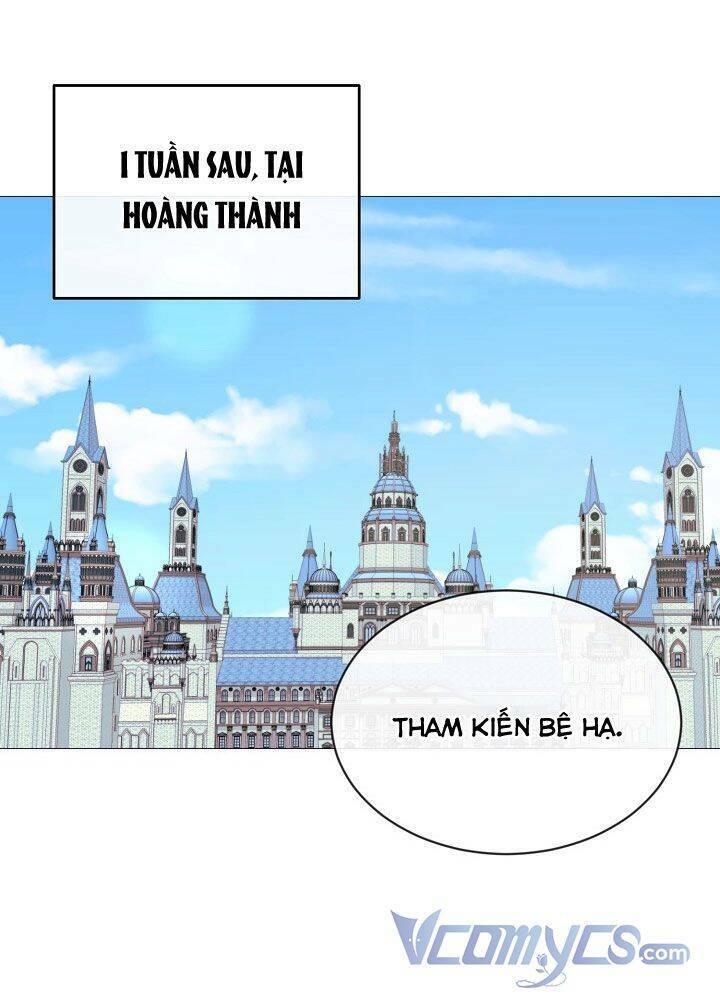 1 TUẦN SAU, TẠI
HOÀNG THÀNH
THAM KIẾN BỆ HẠ.
VCOMYCS.com